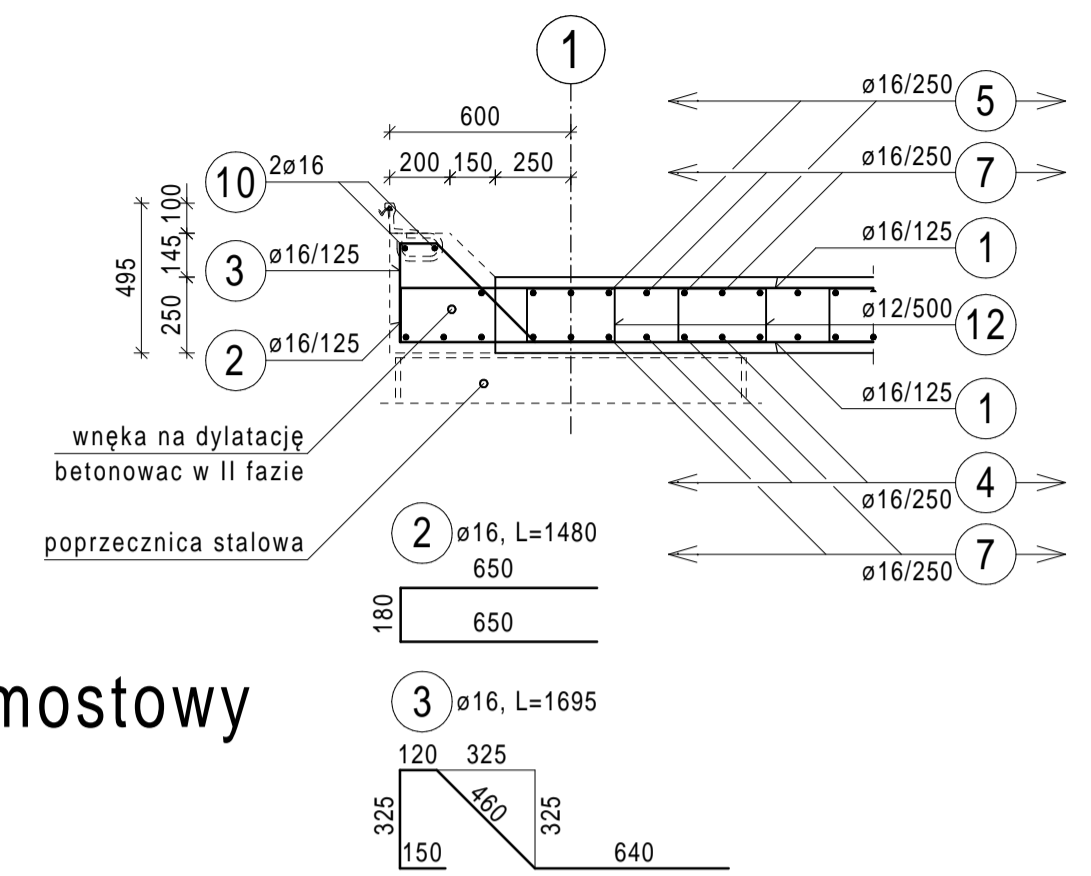 1
600
200 150 250
ø16/250 5
ø16/250 7
ø16/125 1
ø12/500 12
ø16/125 1
4
ø16/250
7
ø16/250
10 2ø16
3 ø16/125
2 ø16/125
495
100
145
250
wnęka na dylatację
betonowac w II fazie
poprzecznica stalowa
2 ø16, L=1480
650
180
650
mostowy
3 ø16, L=1695
120 325
325
460
325
150
640